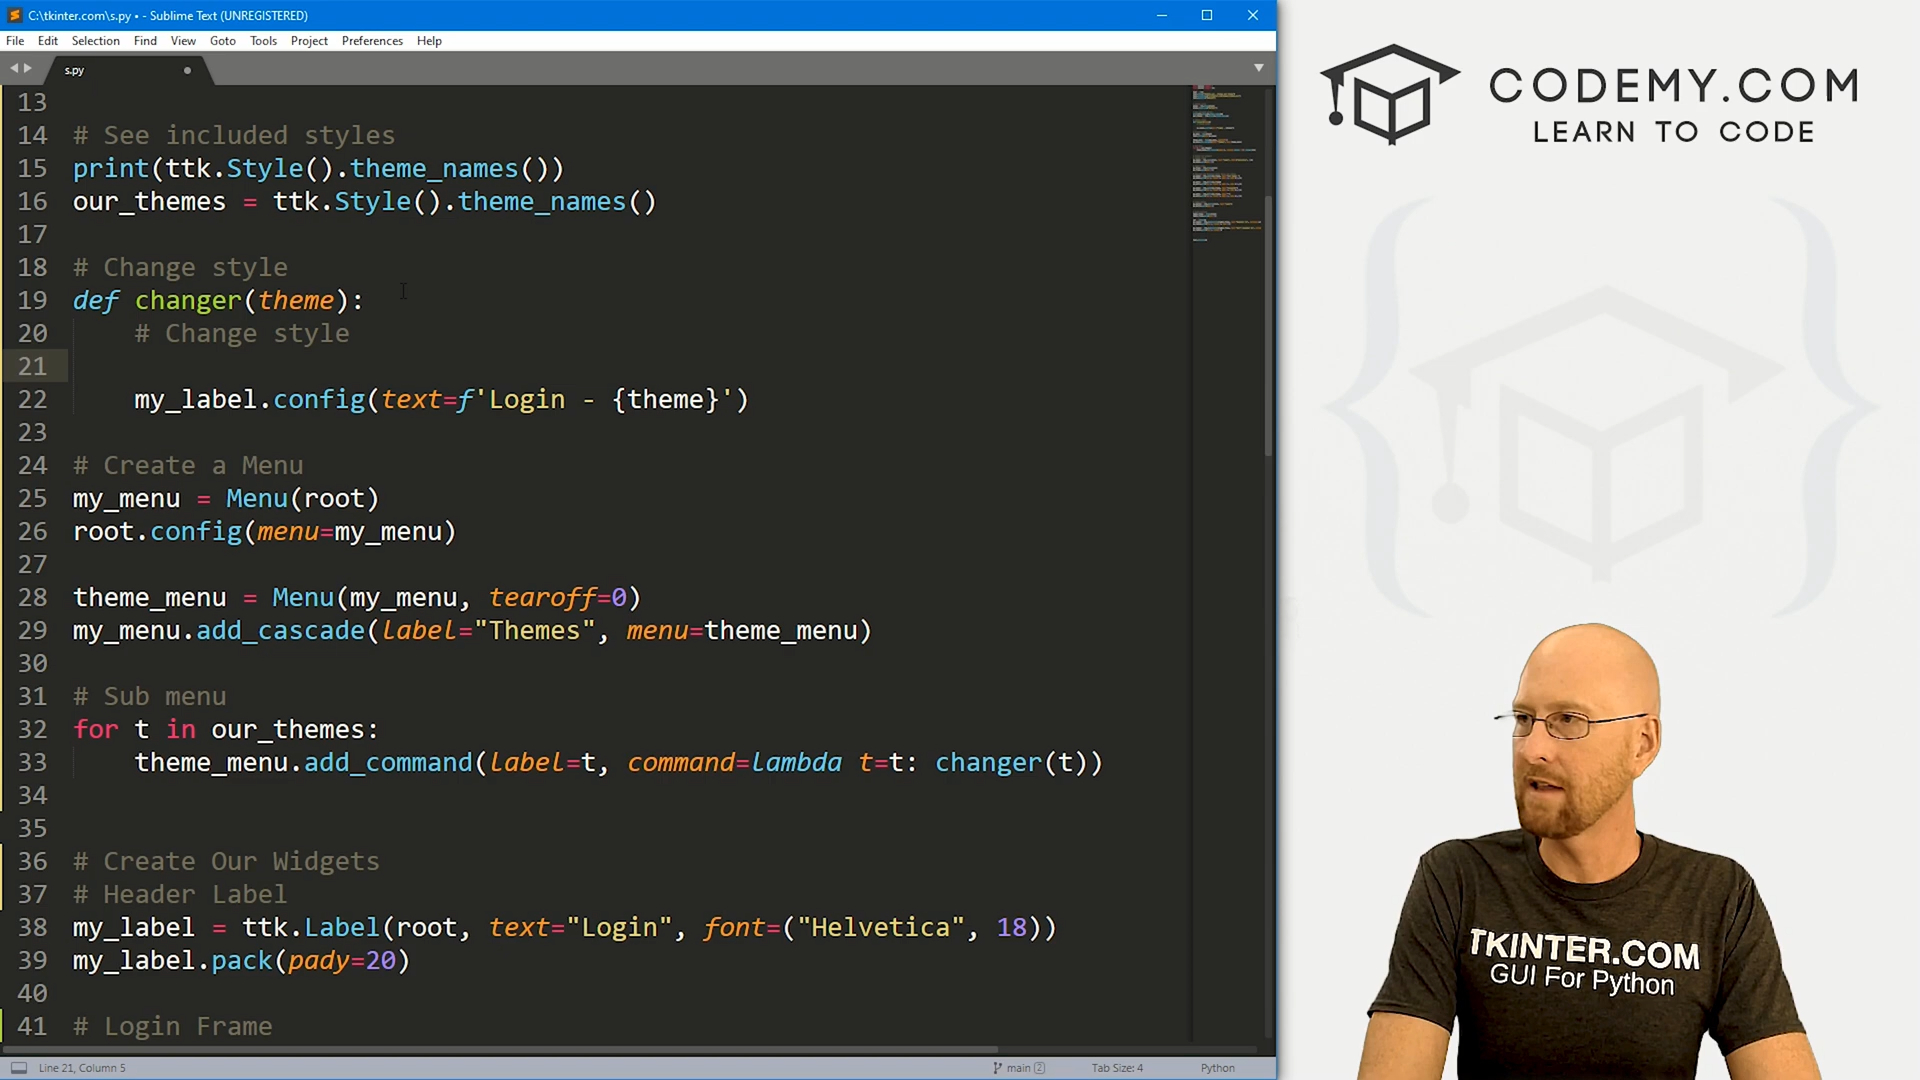 C:\tkinter.com\s.py • - Sublime Text (UNREGISTERED)
File Edit Selection Find View Goto Tools Project Preferences Help
s.py
13
14 # See included styles
15 print(ttk.Style().theme_names())
16 our_themes = ttk.Style().theme_names()
17
18 # Change style
19 def changer(theme):
20 # Change style
21
22 my_label.config(text=f'Login - {theme}')
23
24 # Create a Menu
25 my_menu = Menu(root)
26 root.config(menu=my_menu)
27
28 theme_menu = Menu(my_menu, tearoff=0)
29 my_menu.add_cascade(label="Themes", menu=theme_menu)
30
31 # Sub menu
32 for t in our_themes:
33 theme_menu.add_command(label=t, command=lambda t=t: changer(t))
34
35
36 # Create Our Widgets
37 # Header Label
38 my_label = ttk.Label(root, text="Login", font=("Helvetica", 18))
39 my_label.pack(pady=20)
40
41 # Login Frame
Line 21, Column 5
main 2
Tab Size: 4
Python
CODEMY.COM
LEARN TO CODE
TKINTER.COM
GUI For Python